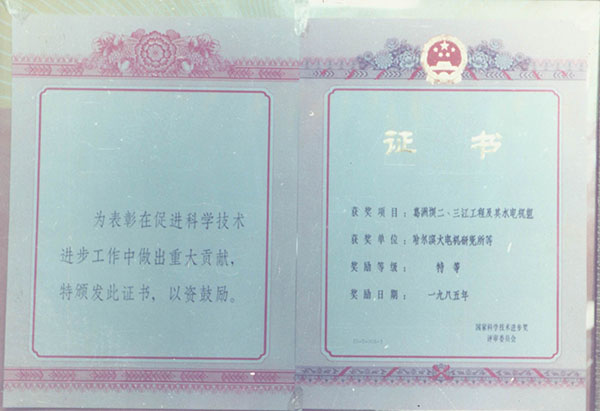 为表彰在促进科学技术
进步工作中做出重大贡献，
特颁发此证书，以资鼓励。
证书
获奖项目：葛洲坝二·三江工程及其水电机组
获奖单位：哈尔滨大电机研究所等
奖励等级：特等
奖励日期：一九八五年
国家科学技术进步奖
评审委员会